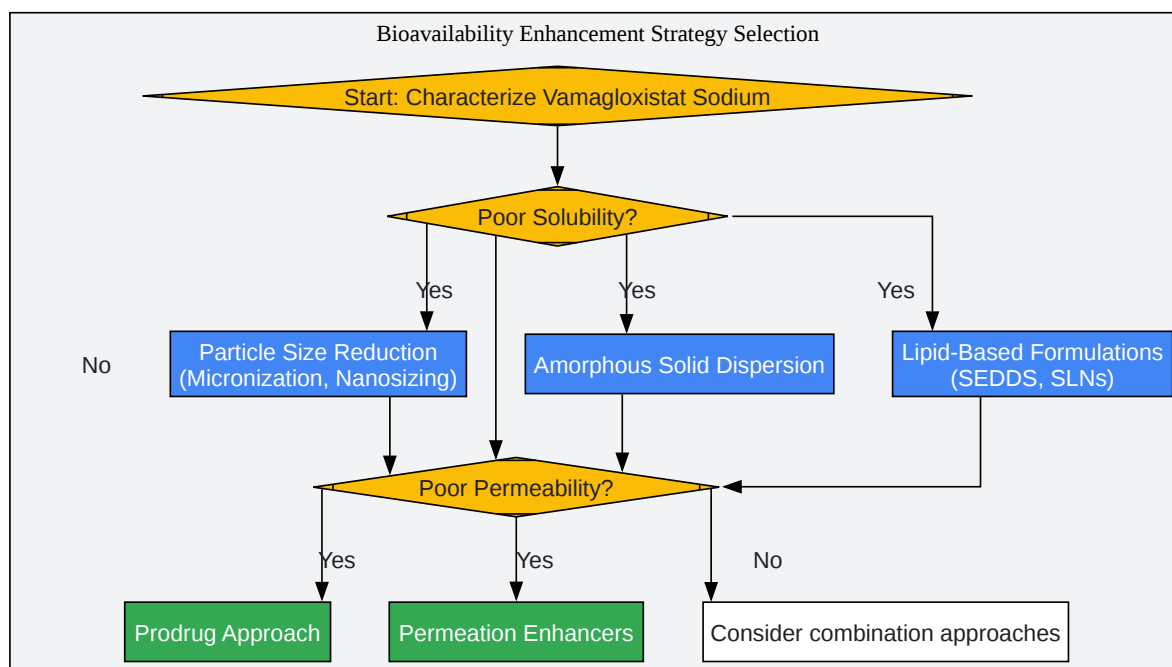 Bioavailability Enhancement Strategy Selection
Start: Characterize Vamagloxistat Sodium
Poor Solubility?
Yes
Yes
Yes
No
Particle Size Reduction
(Micronization, Nanosizing)
Amorphous Solid Dispersion
Lipid-Based Formulations
(SEDDS, SLNs)
Poor Permeability?
Yes
Yes
No
Prodrug Approach
Permeation Enhancers
Consider combination approaches